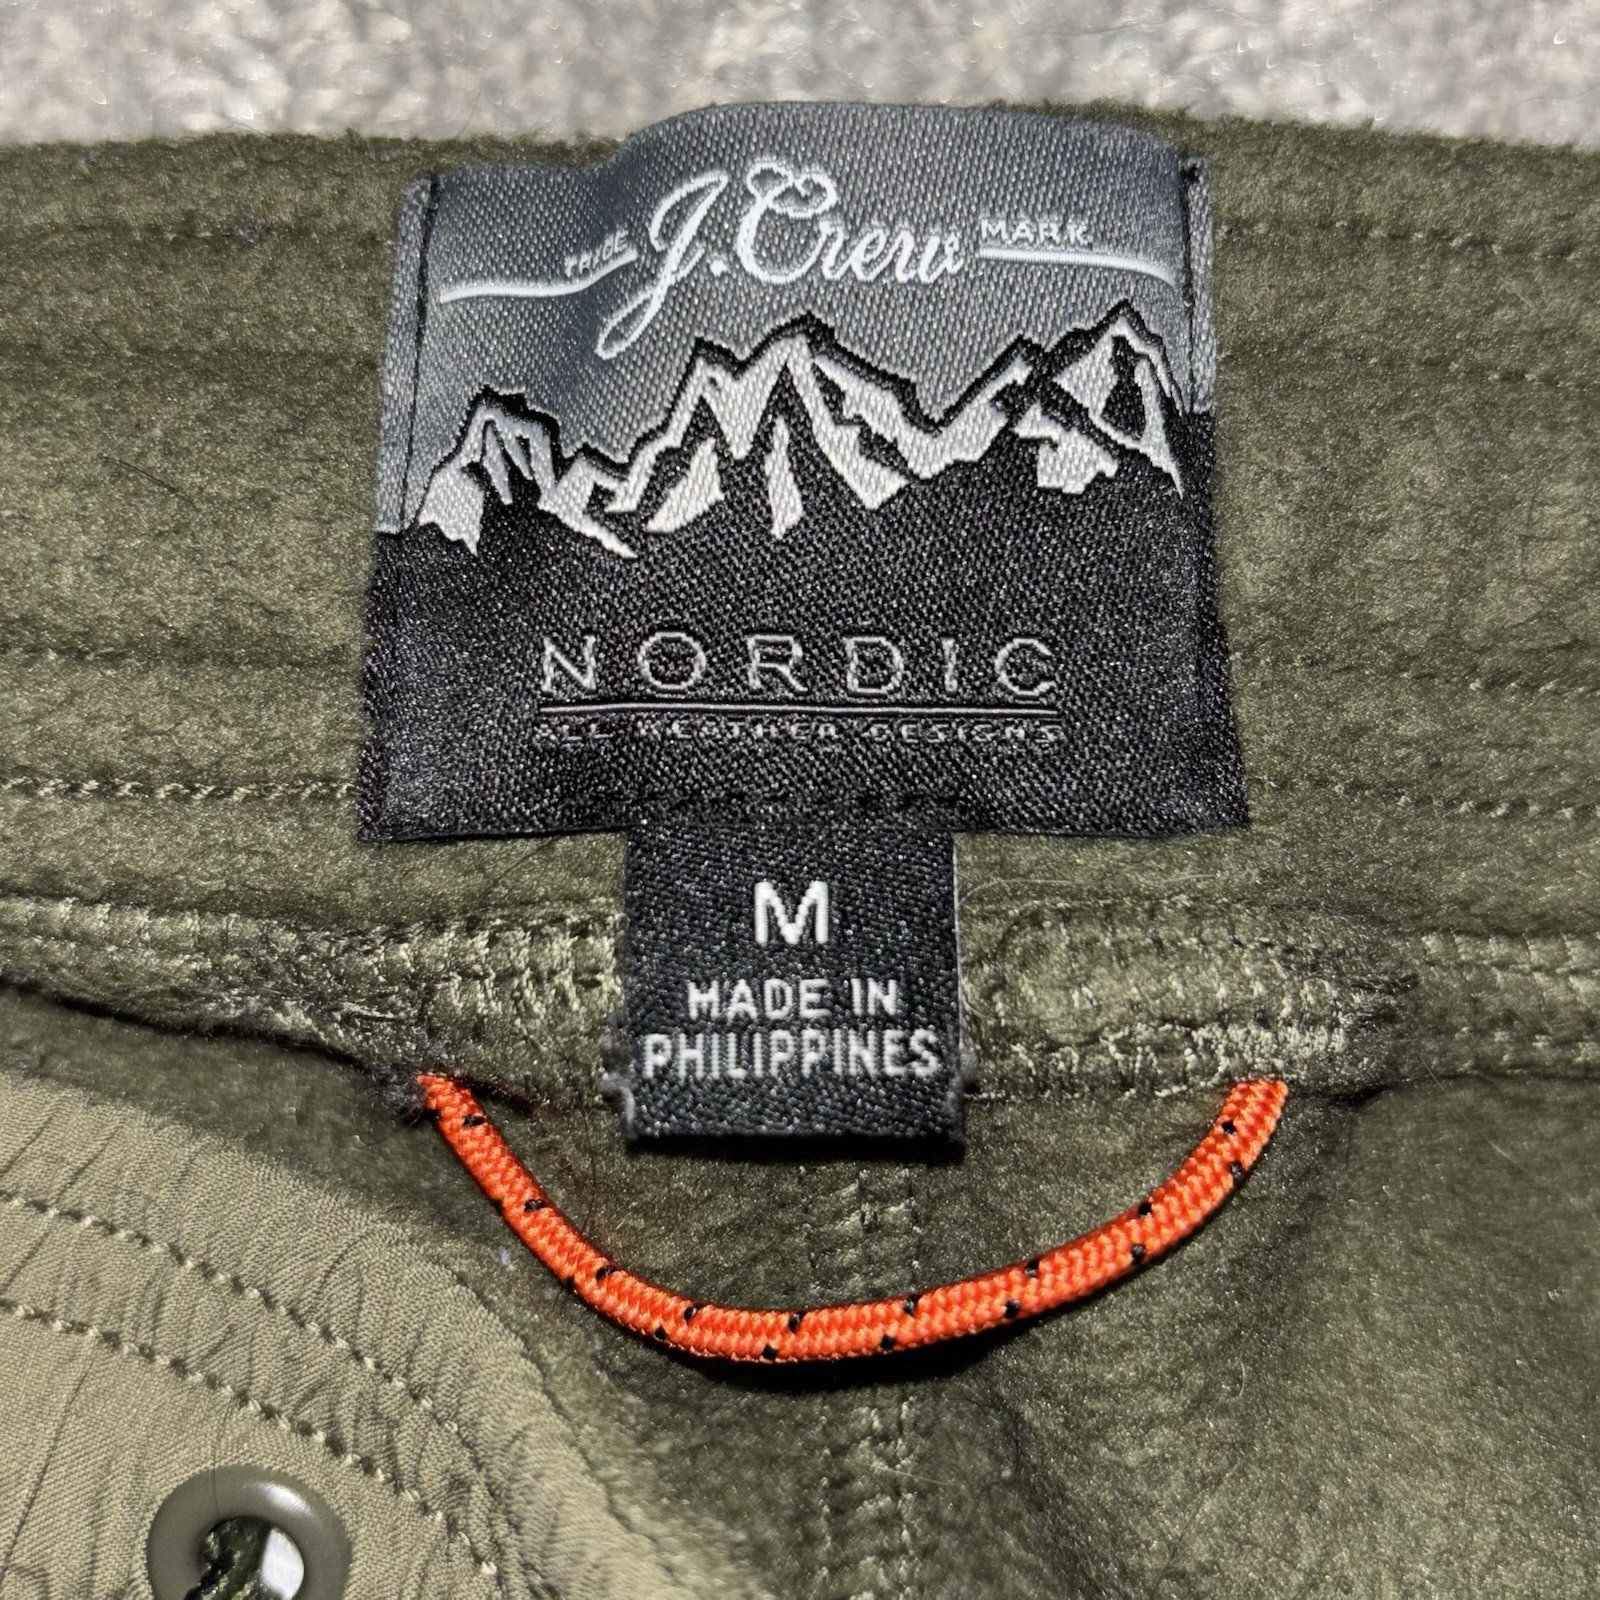 TRADE J.Crew MARK
NORDIC
ALL WEATHER DESIGNS
M
MADE IN
PHILIPPINES